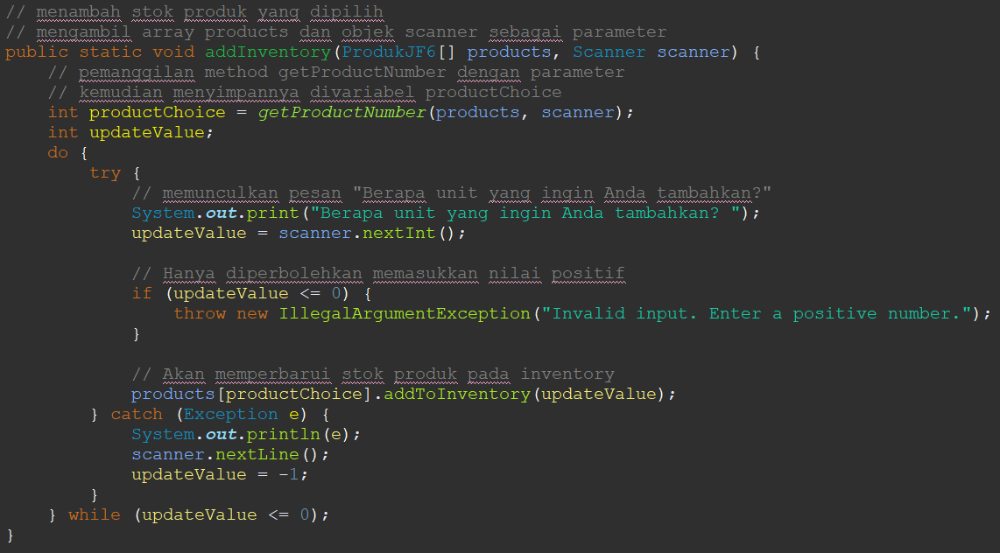 // menambah stok produk yang dipilih
// mengambil array products dan objek scanner sebagai parameter
public static void addInventory(ProdukJF6[] products, Scanner scanner) {
    // pemanggilan method getProductNumber dengan parameter
    // kemudian menyimpannya divariabel productChoice
    int productChoice = getProductNumber(products, scanner);
    int updateValue;
    do {
        try {
            // memunculkan pesan "Berapa unit yang ingin Anda tambahkan?"
            System.out.print("Berapa unit yang ingin Anda tambahkan? ");
            updateValue = scanner.nextInt();

            // Hanya diperbolehkan memasukkan nilai positif
            if (updateValue <= 0) {
                throw new IllegalArgumentException("Invalid input. Enter a positive number.");
            }

            // Akan memperbarui stok produk pada inventory
            products[productChoice].addToInventory(updateValue);
        } catch (Exception e) {
            System.out.println(e);
            scanner.nextLine();
            updateValue = -1;
        }
    } while (updateValue <= 0);
}